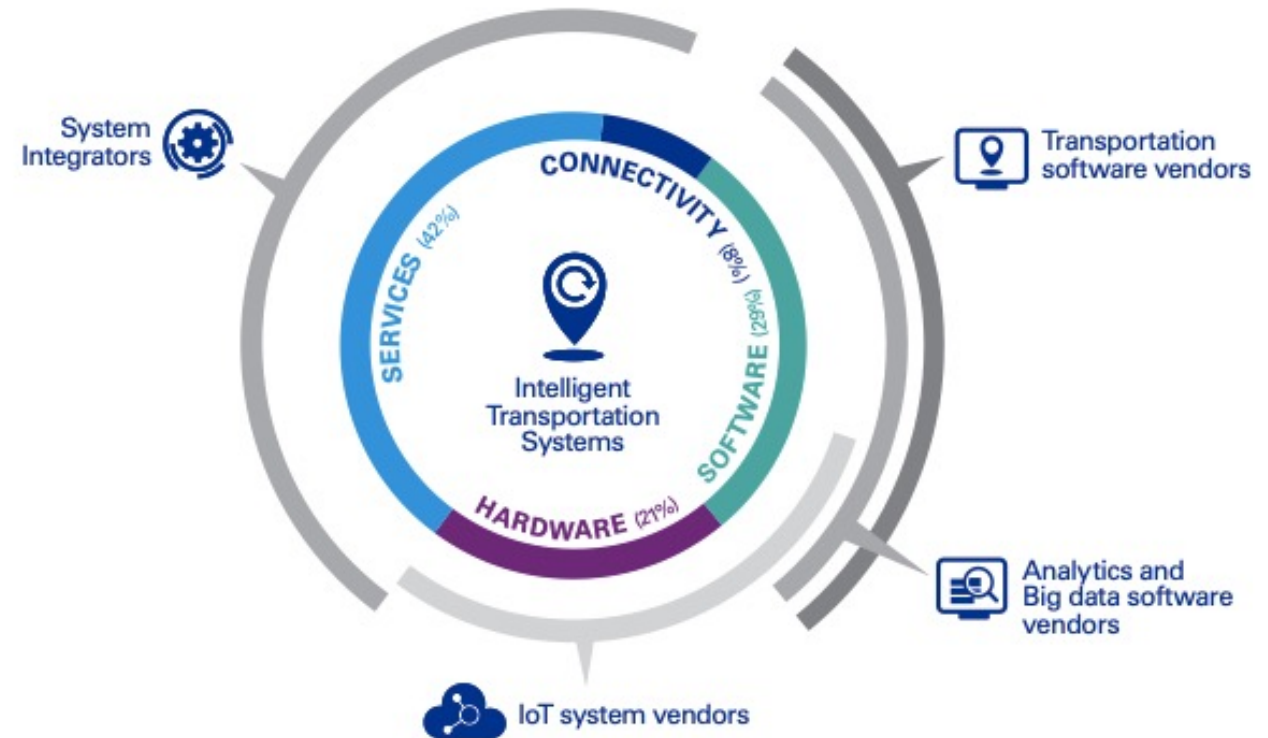 System
Integrators
Transportation
software vendors
CONNECTIVITY (8%)
SERVICES (42%)
SOFTWARE (29%)
Intelligent
Transportation
Systems
HARDWARE (21%)
Analytics and
Big data software
vendors
IoT system vendors